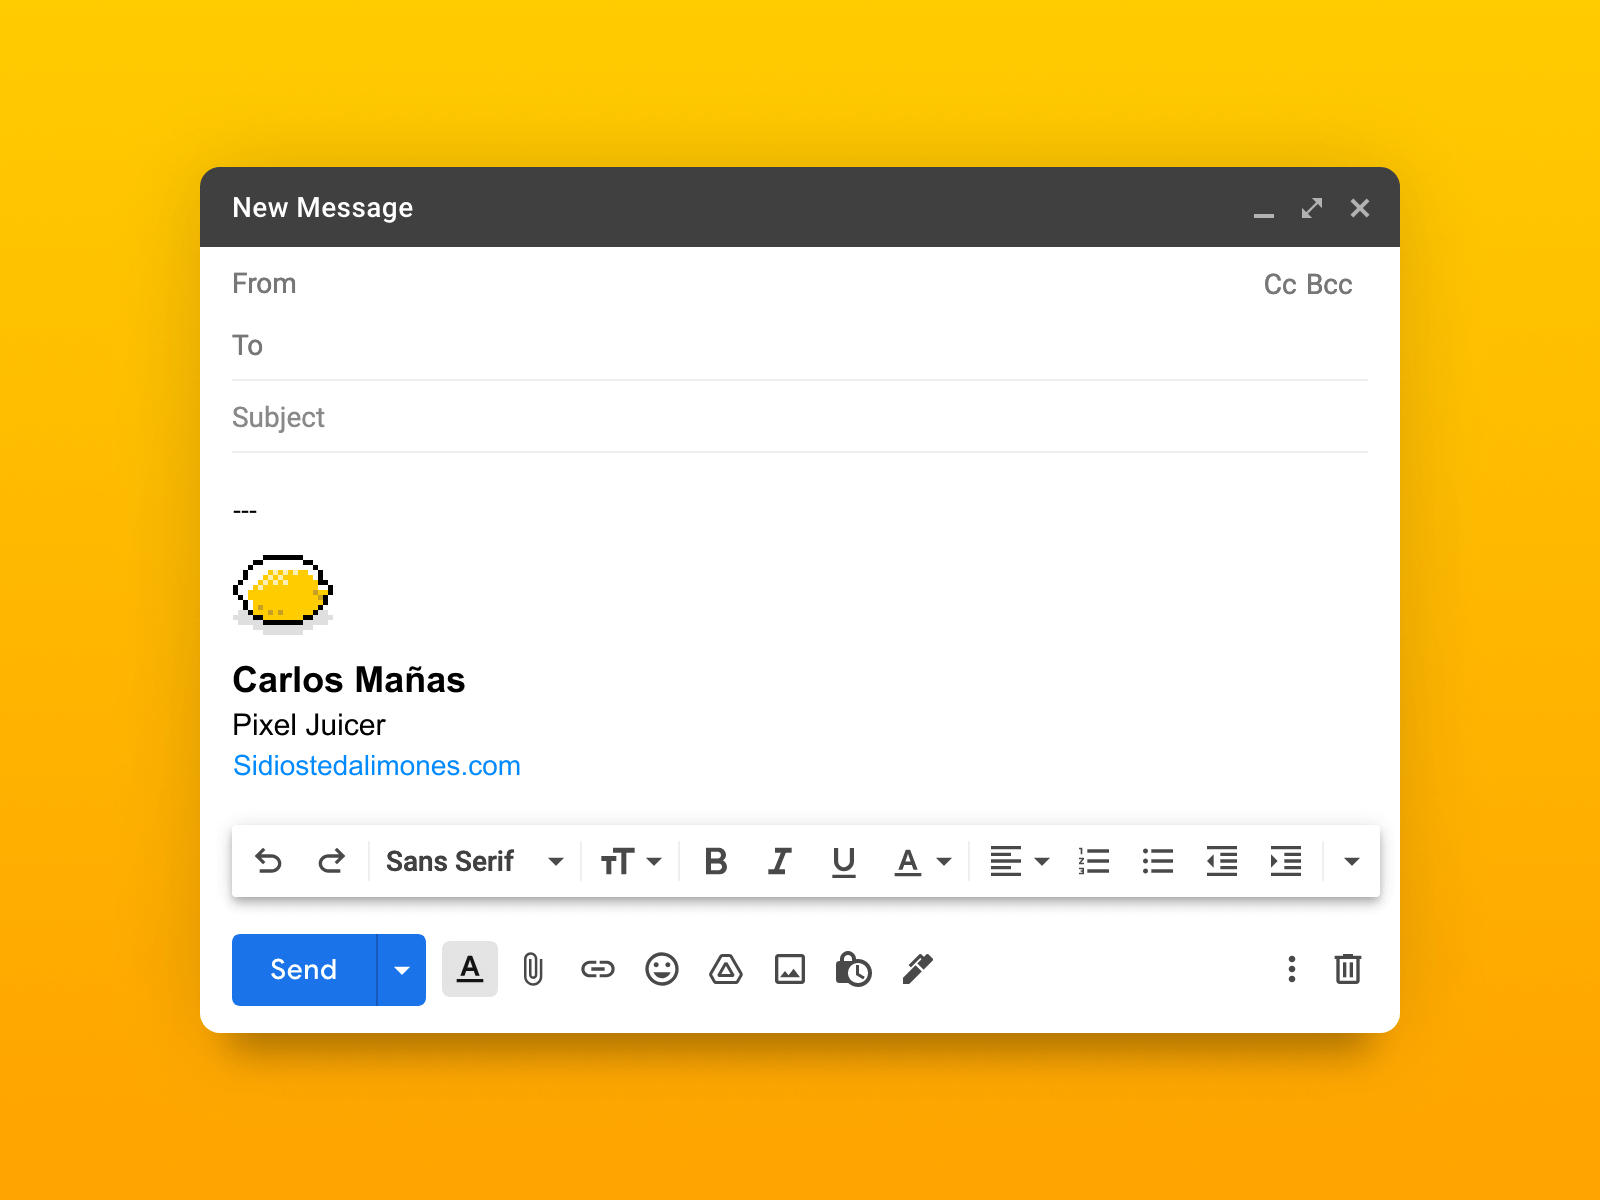 New Message
From
Cc Bcc
To
Subject
---
Carlos Mañas
Pixel Juicer
Sidiostedalimones.com
Sans Serif
Send